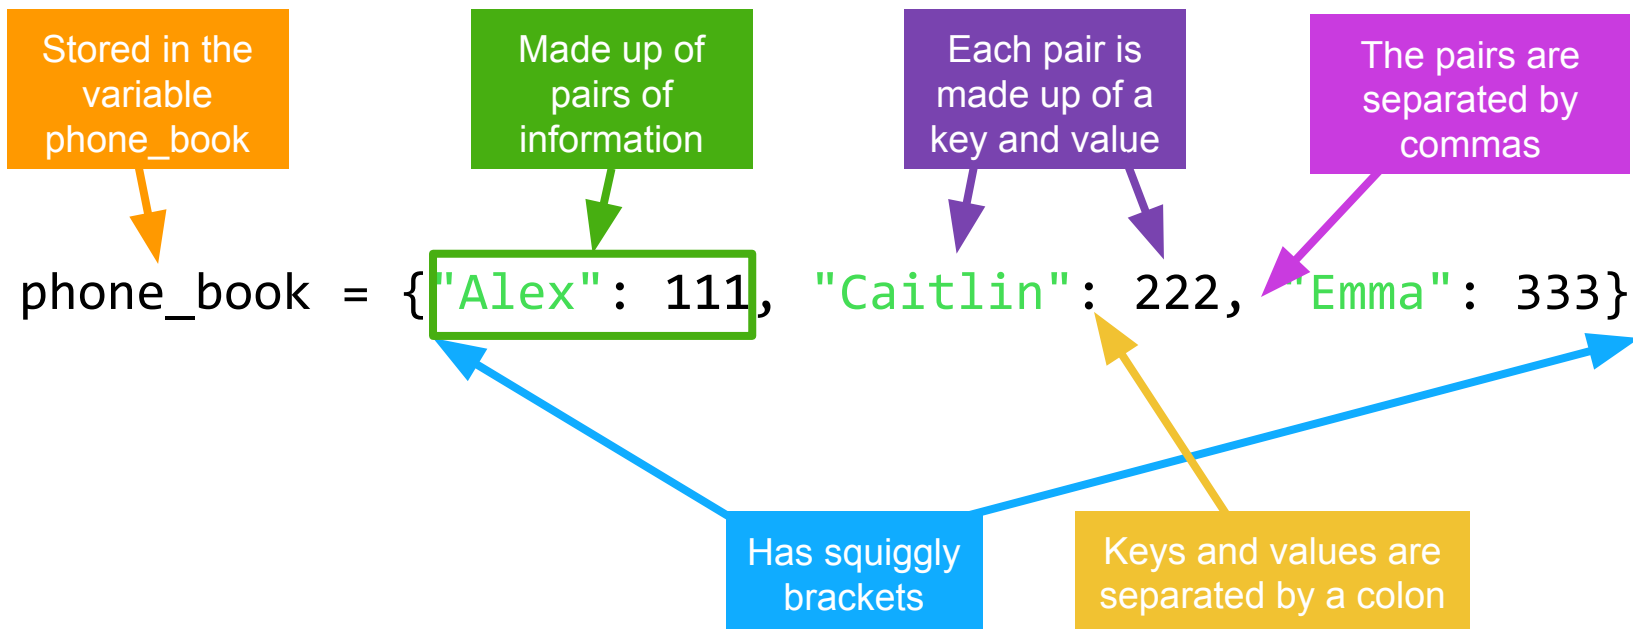 Stored in the
variable
phone_book
Made up of
pairs of
information
Each pair is
made up of a
key and value
The pairs are
separated by
commas
phone_book = {"Alex": 111, "Caitlin": 222, "Emma": 333}
Has squiggly
brackets
Keys and values are
separated by a colon